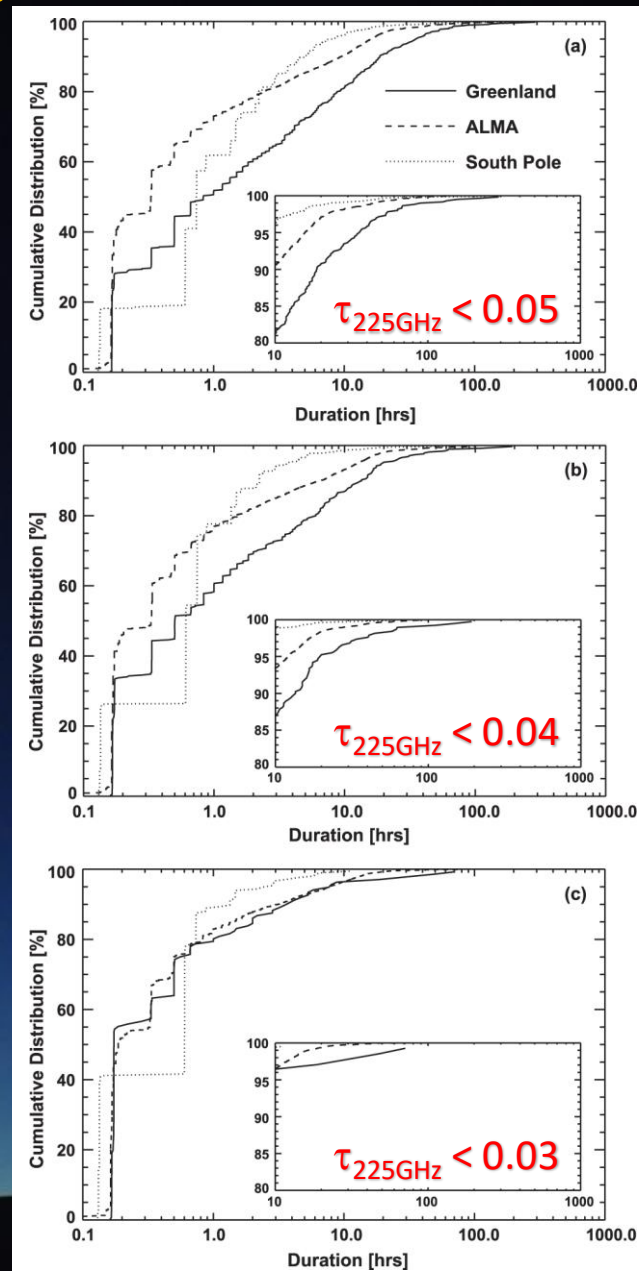 100
(a)
80
Greenland
ALMA
60
South Pole
40
100
95
90
20
85
τ225GHz < 0.05
80
10 100 1000
0
0.1 1.0 10.0 100.0 1000.0
Cumulative Distribution [%]
Duration [hrs]
100
(b)
80
60
40
100
95
90
20
85
τ225GHz < 0.04
80
10 100 1000
0
0.1 1.0 10.0 100.0 1000.0
Cumulative Distribution [%]
Duration [hrs]
100
(c)
80
60
40
100
95
90
20
85
τ225GHz < 0.03
80
10 100 1000
0
0.1 1.0 10.0 100.0 1000.0
Cumulative Distribution [%]
Duration [hrs]